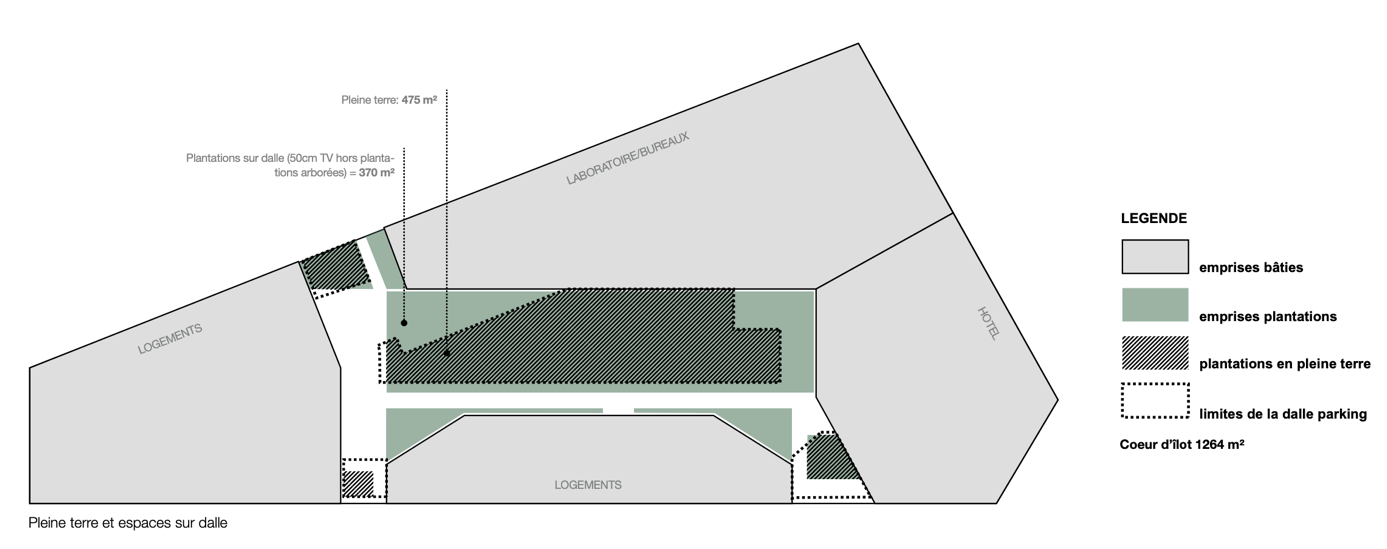 Pleine terre: 475 m²
Plantations sur dalle (50cm TV hors planta-
tions arborées) = 370 m²
LABORATOIRE/BUREAUX
LOGEMENTS
HOTEL
LOGEMENTS
LEGENDE
emprises bâties
emprises plantations
plantations en pleine terre
limites de la dalle parking
Coeur d'îlot 1264 m²
Pleine terre et espaces sur dalle